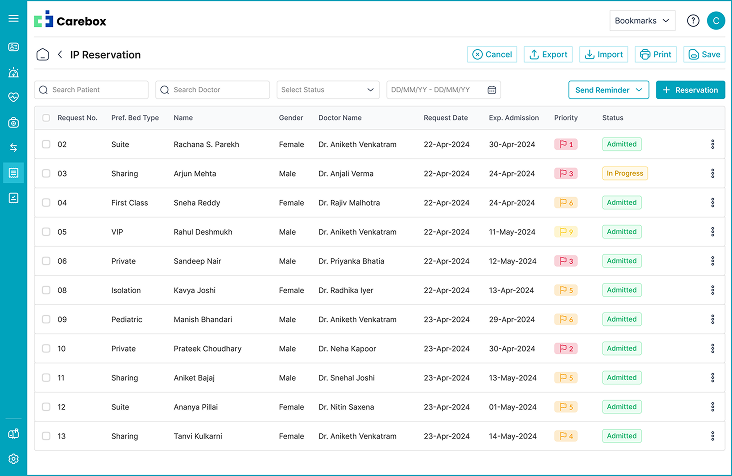 Carebox
Bookmarks ? C
IP Reservation Cancel Export Import Print Save
Search Patient Search Doctor Select Status DD/MM/YY - DD/MM/YY Send Reminder + Reservation
Request No. Pref. Bed Type Name Gender Doctor Name Request Date Exp. Admission Priority Status
02 Suite Rachana S. Parekh Female Dr. Aniketh Venkatram 22-Apr-2024 30-Apr-2024 1 Admitted
03 Sharing Arjun Mehta Male Dr. Anjali Verma 22-Apr-2024 24-Apr-2024 3 In Progress
04 First Class Sneha Reddy Female Dr. Rajiv Malhotra 22-Apr-2024 24-Apr-2024 6 Admitted
05 VIP Rahul Deshmukh Male Dr. Aniketh Venkatram 22-Apr-2024 11-May-2024 9 Admitted
06 Private Sandeep Nair Male Dr. Priyanka Bhatia 22-Apr-2024 12-May-2024 3 Admitted
08 Isolation Kavya Joshi Female Dr. Radhika Iyer 22-Apr-2024 13-Apr-2024 5 Admitted
09 Pediatric Manish Bhandari Male Dr. Aniketh Venkatram 23-Apr-2024 29-Apr-2024 6 Admitted
10 Private Prateek Choudhary Male Dr. Neha Kapoor 23-Apr-2024 30-Apr-2024 2 Admitted
11 Sharing Aniket Bajaj Male Dr. Snehal Joshi 23-Apr-2024 13-May-2024 5 Admitted
12 Suite Ananya Pillai Female Dr. Nitin Saxena 23-Apr-2024 01-May-2024 5 Admitted
13 Sharing Tanvi Kulkarni Female Dr. Aniketh Venkatram 23-Apr-2024 14-May-2024 4 Admitted